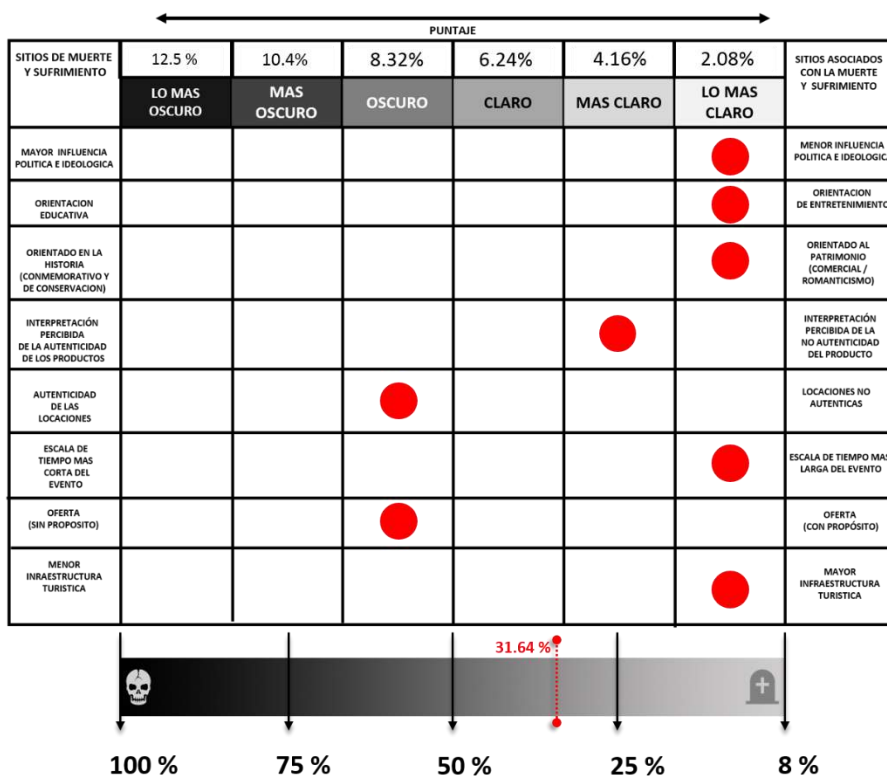 PUNTAJE
SITIOS DE MUERTE
Y SUFRIMIENTO
12.5 %
10.4%
8.32%
6.24%
4.16%
2.08%
SITIOS ASOCIADOS
CON LA MUERTE
Y SUFRIMIENTO
LO MAS
OSCURO
MAS
OSCURO
OSCURO
CLARO
MAS CLARO
LO MAS
CLARO
MAYOR INFLUENCIA
POLITICA E IDEOLOGICA
MENOR INFLUENCIA
POLITICA E IDEOLOGICA
ORIENTACION
EDUCATIVA
ORIENTACION
DE ENTRETENIMIENTO
ORIENTADO EN LA
HISTORIA
(CONMEMORATIVO Y
DE CONSERVACION)
ORIENTADO AL
PATRIMONIO
(COMERCIAL /
ROMANTICISMO)
INTERPRETACIÓN
PERCIBIDA
DE LA AUTENTICIDAD
DE LOS PRODUCTOS
INTERPRETACIÓN
PERCIBIDA DE LA
NO AUTENTICIDAD
DEL PRODUCTO
AUTENTICIDAD
DE LAS
LOCACIONES
LOCACIONES NO
AUTENTICAS
ESCALA DE
TIEMPO MAS
CORTA DEL
EVENTO
ESCALA DE TIEMPO MAS
LARGA DEL EVENTO
OFERTA
(SIN PROPOSITO)
OFERTA
(CON PROPÓSITO)
MENOR
INRAESTRUCTURA
TURISTICA
MAYOR
INFRAESTRUCTURA
TURISTICA
31.64 %
100 %
75 %
50 %
25 %
8 %